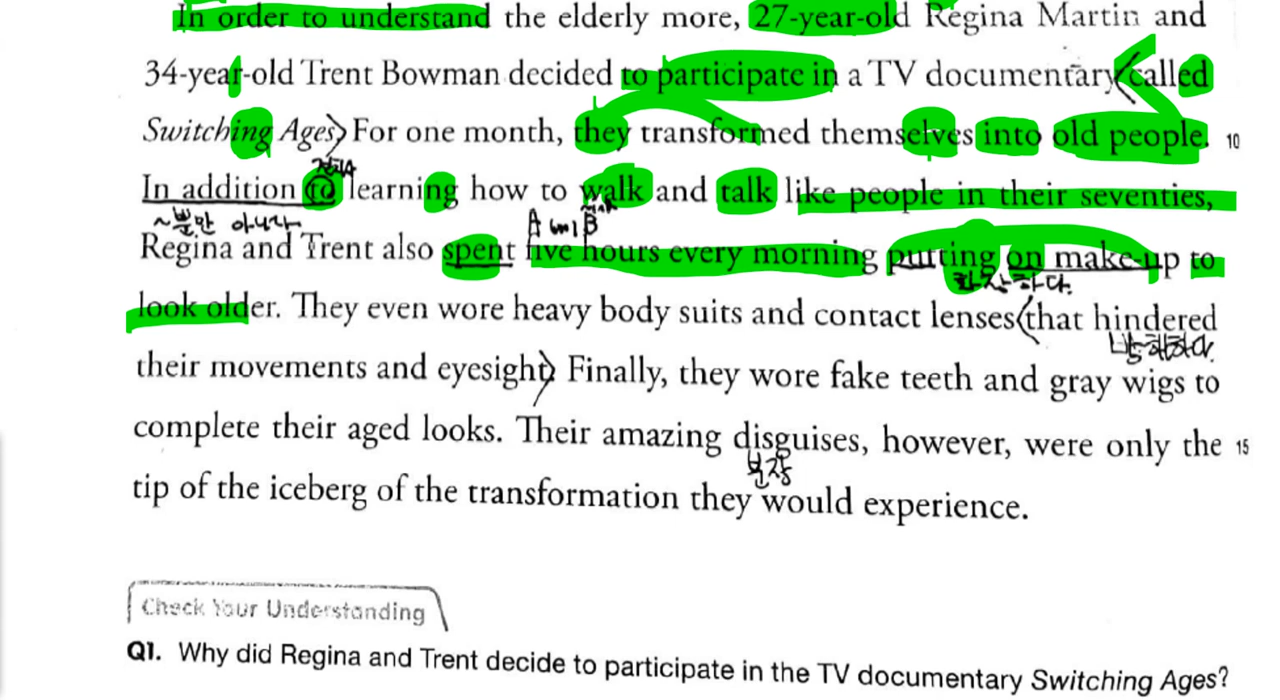 In order to understand the elderly more, 27-year-old Regina Martin and
34-year-old Trent Bowman decided to participate in a TV documentary called
Switching Ages. For one month, they transformed themselves into old people. 10
전치사
In addition to learning how to walk and talk like people in their seventies,
~뿐만 아니라
Regina and Trent also spent five hours every morning putting on make-up to
화장하다.
look older. They even wore heavy body suits and contact lenses that hindered
방해하다.
their movements and eyesight. Finally, they wore fake teeth and gray wigs to
complete their aged looks. Their amazing disguises, however, were only the 15
분장
tip of the iceberg of the transformation they would experience.
Check Your Understanding
Q1. Why did Regina and Trent decide to participate in the TV documentary Switching Ages?